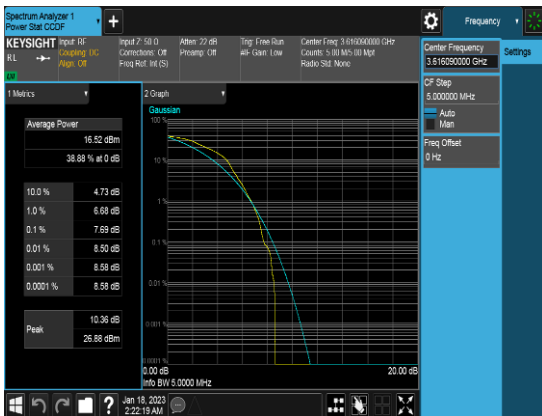 Spectrum Analyzer 1
Power Stat CCDF
Frequency
KEYSIGHT
RL
Input: RF
Coupling: DC
Align: Off
Input Z: 50 Ω
Corrections: Off
Freq Ref: Int (S)
Atten: 22 dB
Preamp: Off
Trig: Free Run
#IF Gain: Low
Center Freq: 3.616090000 GHz
Counts: 5.00 M/5.00 Mpt
Radio Std: None
Center Frequency
3.616090000 GHz
Settings
CF Step
5.000000 MHz
Auto
Man
Freq Offset
0 Hz
1 Metrics
Average Power
16.52 dBm
38.88 % at 0 dB
10.0 % 4.73 dB
1.0 % 6.68 dB
0.1 % 7.69 dB
0.01 % 8.50 dB
0.001 % 8.58 dB
0.0001 % 8.58 dB
Peak
10.36 dB
26.88 dBm
2 Graph
Gaussian
100 %
10 %
1 %
0.1 %
0.01 %
0.001 %
0.0001 %
0.00 dB
20.00 dB
Info BW 5.0000 MHz
?
Jan 18, 2023
2:22:19 AM